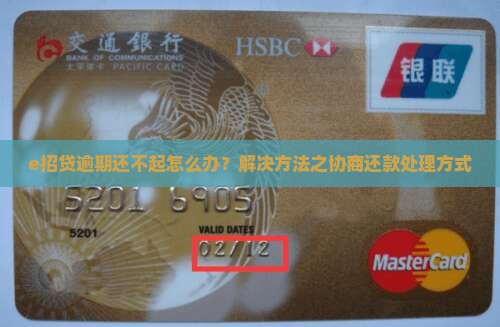 交通銀行
BANK OF COMMUNICATIONS
太平洋卡 PACIFIC CARD
HSBC
银联
e招贷逾期还不起怎么办？解决方法之协商还款处理方式
5201 6905
5201
VALID DATES
02/12
MasterCard